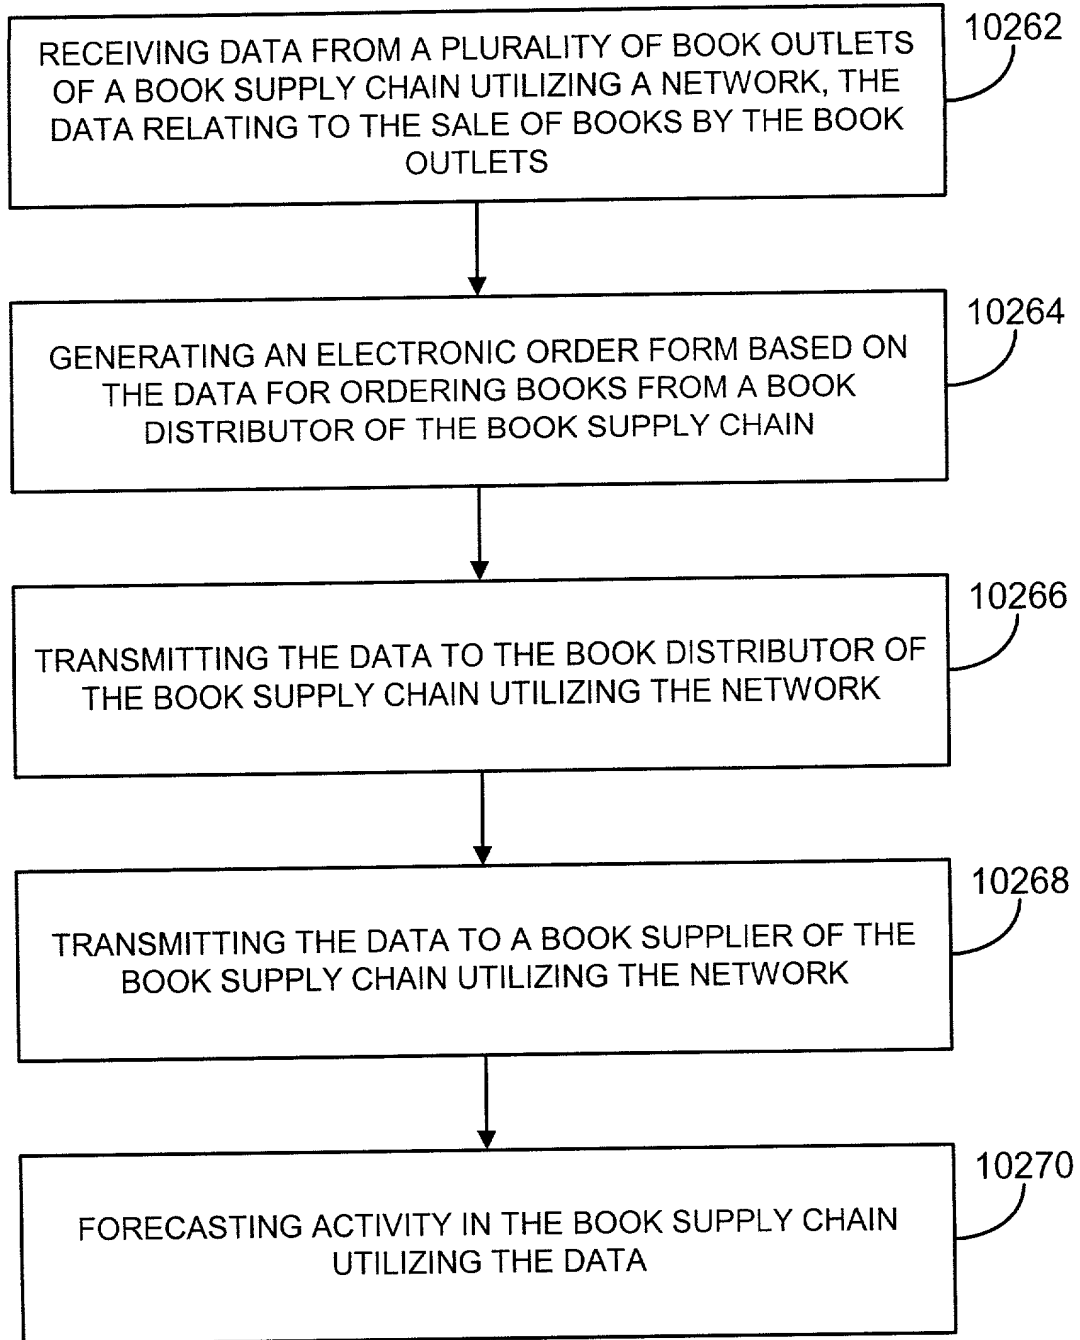 RECEIVING DATA FROM A PLURALITY OF BOOK OUTLETS
OF A BOOK SUPPLY CHAIN UTILIZING A NETWORK, THE
DATA RELATING TO THE SALE OF BOOKS BY THE BOOK
OUTLETS
10262
GENERATING AN ELECTRONIC ORDER FORM BASED ON
THE DATA FOR ORDERING BOOKS FROM A BOOK
DISTRIBUTOR OF THE BOOK SUPPLY CHAIN
10264
TRANSMITTING THE DATA TO THE BOOK DISTRIBUTOR OF
THE BOOK SUPPLY CHAIN UTILIZING THE NETWORK
10266
TRANSMITTING THE DATA TO A BOOK SUPPLIER OF THE
BOOK SUPPLY CHAIN UTILIZING THE NETWORK
10268
FORECASTING ACTIVITY IN THE BOOK SUPPLY CHAIN
UTILIZING THE DATA
10270